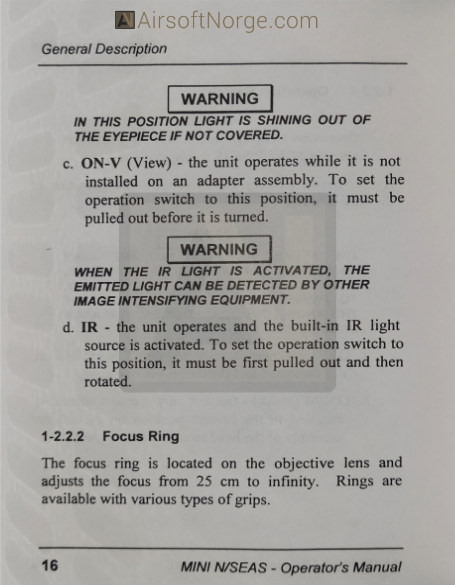 AirsoftNorge.com
General Description
WARNING
IN THIS POSITION LIGHT IS SHINING OUT OF
THE EYEPIECE IF NOT COVERED.
c. ON-V (View) - the unit operates while it is not
installed on an adapter assembly. To set the
operation switch to this position, it must be
pulled out before it is turned.
WARNING
WHEN THE IR LIGHT IS ACTIVATED, THE
EMITTED LIGHT CAN BE DETECTED BY OTHER
IMAGE INTENSIFYING EQUIPMENT.
d. IR - the unit operates and the built-in IR light
source is activated. To set the operation switch to
this position, it must be first pulled out and then
rotated.
1-2.2.2 Focus Ring
The focus ring is located on the objective lens and
adjusts the focus from 25 cm to infinity. Rings are
available with various types of grips.
16 MINI N/SEAS - Operator's Manual